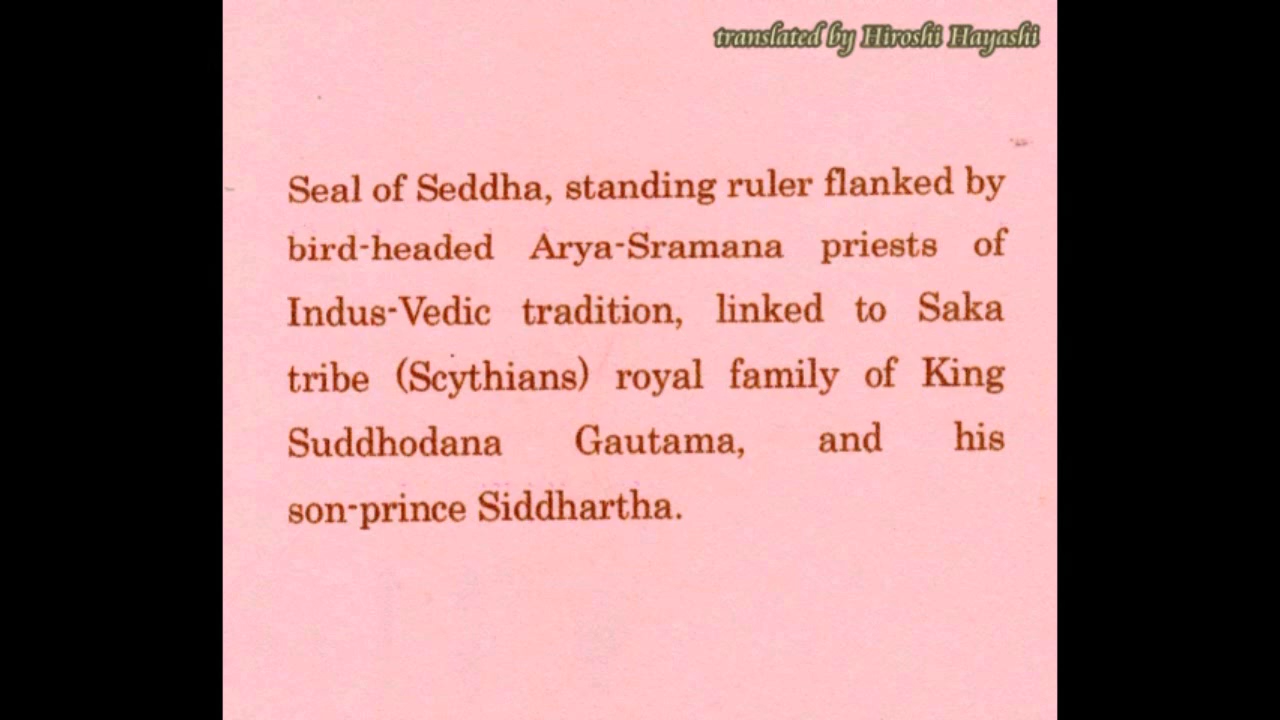 translated by Hiroshi Hayashi
Seal of Seddha, standing ruler flanked by
bird-headed Arya-Sramana priests of
Indus-Vedic tradition, linked to Saka
tribe (Scythians) royal family of King
Suddhodana Gautama, and his
son-prince Siddhartha.